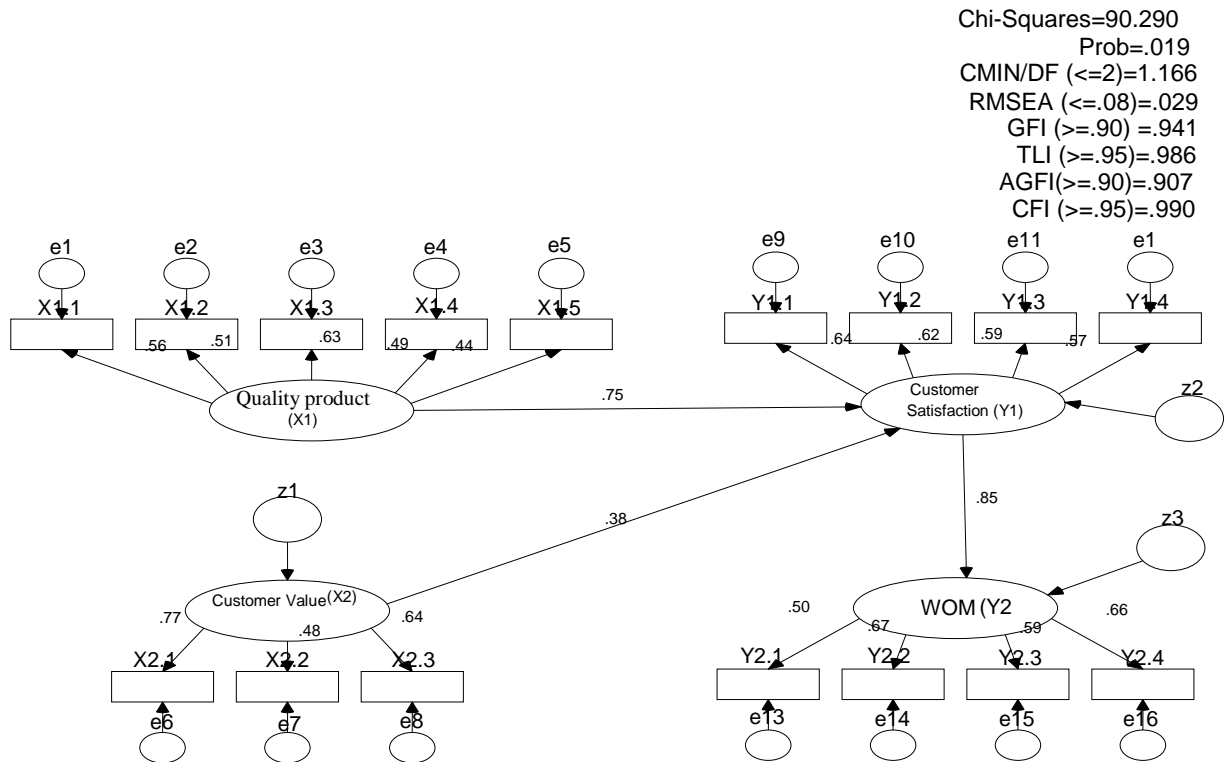 Chi-Squares=90.290
Prob=.019
CMIN/DF (<=2)=1.166
RMSEA (<=.08)=.029
GFI (>=.90) =.941
TLI (>=.95)=.986
AGFI(>=.90)=.907
CFI (>=.95)=.990
e1 e2 e3 e4 e5
e9 e10 e11 e1
X1.1 X1.2 X1.3 X1.4 X1.5
Y1.1 Y1.2 Y1.3 Y1.4
.56 .51 .63 .49 .44
.64 .62 .59 .57
Quality product
(X1)
.75
Customer
Satisfaction (Y1)
z2
z1
.38
.85
z3
Customer Value(X2)
WOM (Y2
.77 .48 .64
.50 .67 .59 .66
X2.1 X2.2 X2.3
Y2.1 Y2.2 Y2.3 Y2.4
e6 e7 e8
e13 e14 e15 e16